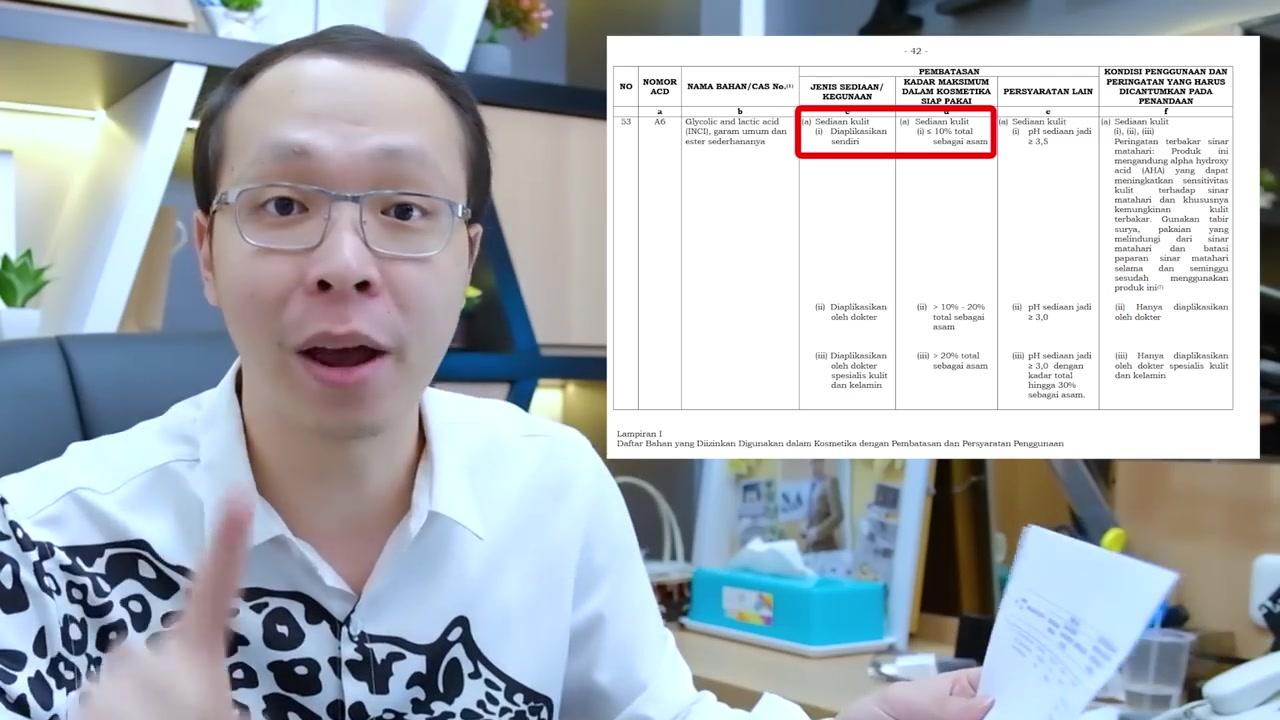 - 42 -
PEMBATASAN
NO
NOMOR
ACD
NAMA BAHAN/CAS No.(1)
JENIS SEDIAAN/
KEGUNAAN
KADAR MAKSIMUM
DALAM KOSMETIKA
SIAP PAKAI
PERSYARATAN LAIN
KONDISI PENGGUNAAN DAN
PERINGATAN YANG HARUS
DICANTUMKAN PADA
PENANDAAN
a
b
c
d
e
f
53
A6
Glycolic and lactic acid
(INCI), garam umum dan
ester sederhananya
(a) Sediaan kulit
(i) Diaplikasikan
sendiri
(a) Sediaan kulit
(i) ≤ 10% total
sebagai asam
(a) Sediaan kulit
(i) pH sediaan jadi
≥ 3,5
(a) Sediaan kulit
(i), (ii), (iii)
Peringatan terbakar sinar
matahari: Produk ini
mengandung alpha hydroxy
acid (AHA) yang dapat
meningkatkan sensitivitas
kulit terhadap sinar
matahari dan khususnya
kemungkinan kulit
terbakar. Gunakan tabir
surya, pakaian yang
melindungi dari sinar
matahari dan batasi
paparan sinar matahari
selama dan seminggu
sesudah menggunakan
produk ini(7)
(ii) Diaplikasikan
oleh dokter
(ii) > 10% - 20%
total sebagai
asam
(ii) pH sediaan jadi
≥ 3,0
(ii) Hanya diaplikasikan
oleh dokter
(iii) Diaplikasikan
oleh dokter
spesialis kulit
dan kelamin
(iii) > 20% total
sebagai asam
(iii) pH sediaan jadi
≥ 3,0 dengan
kadar total
hingga 30%
sebagai asam.
(iii) Hanya diaplikasikan
oleh dokter spesialis kulit
dan kelamin
Lampiran I
Daftar Bahan yang Diizinkan Digunakan dalam Kosmetika dengan Pembatasan dan Persyaratan Penggunaan